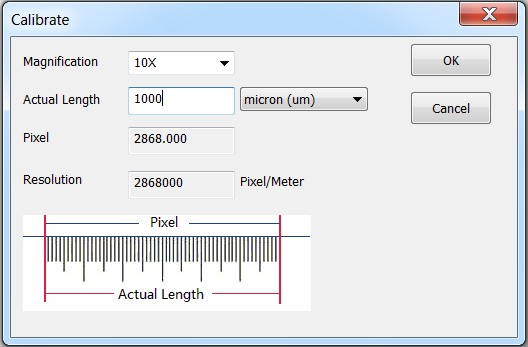 Calibrate
Magnification 10X OK
Actual Length 1000 micron (um) Cancel
Pixel 2868.000
Resolution 2868000 Pixel/Meter
Pixel
Actual Length